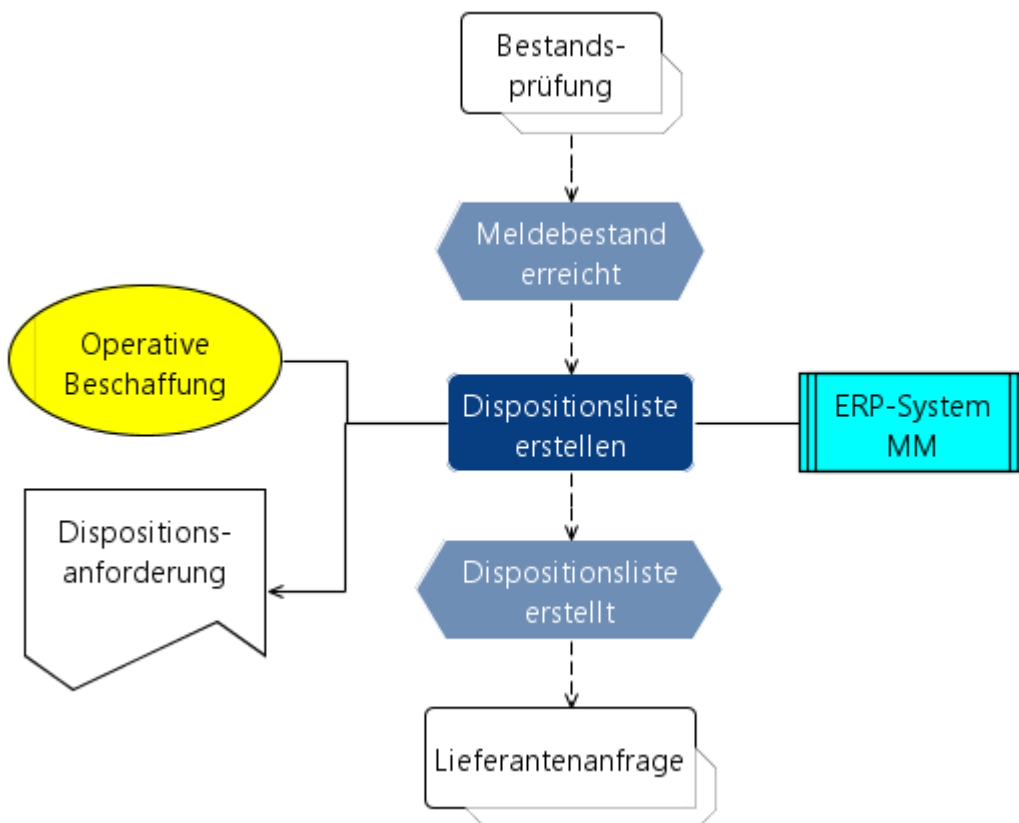 Bestands-
prüfung
Meldebestand
erreicht
Operative
Beschaffung
Dispositionsliste
erstellen
ERP-System
MM
Dispositions-
anforderung
Dispositionsliste
erstellt
Lieferantenanfrage